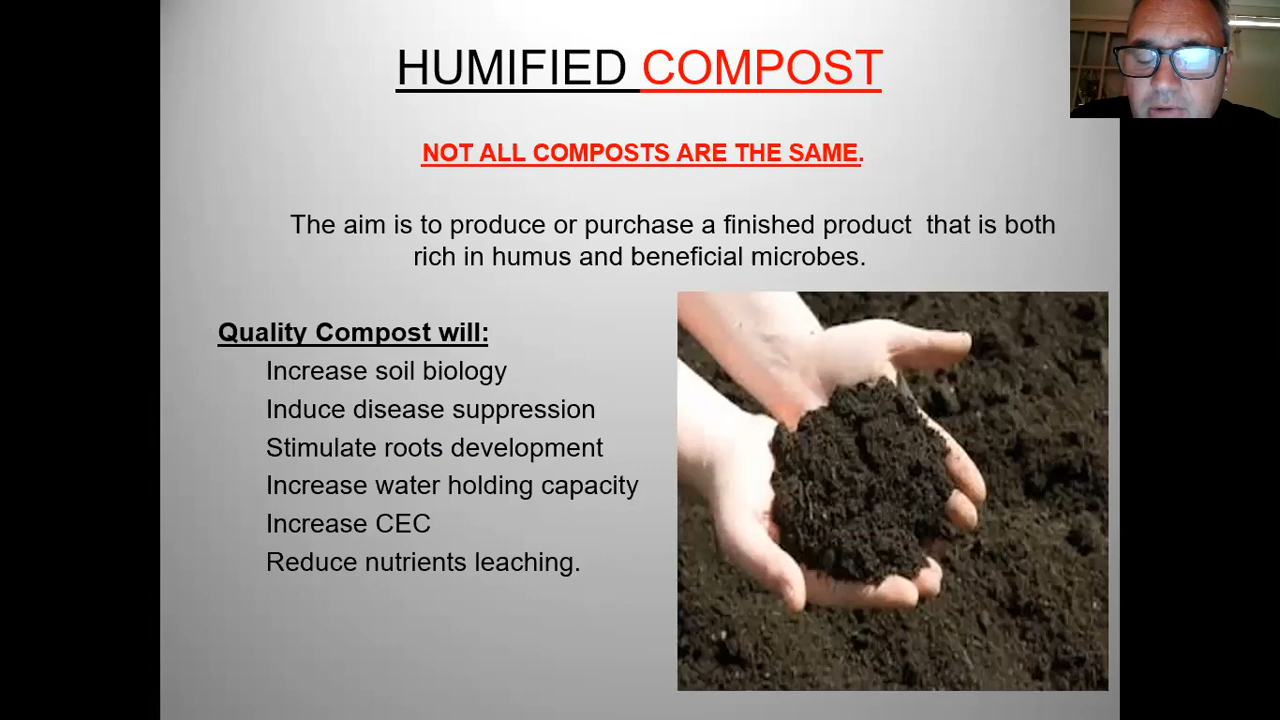 HUMIFIED COMPOST
NOT ALL COMPOSTS ARE THE SAME.
The aim is to produce or purchase a finished product  that is both
rich in humus and beneficial microbes.
Quality Compost will:
Increase soil biology
Induce disease suppression
Stimulate roots development
Increase water holding capacity
Increase CEC
Reduce nutrients leaching.